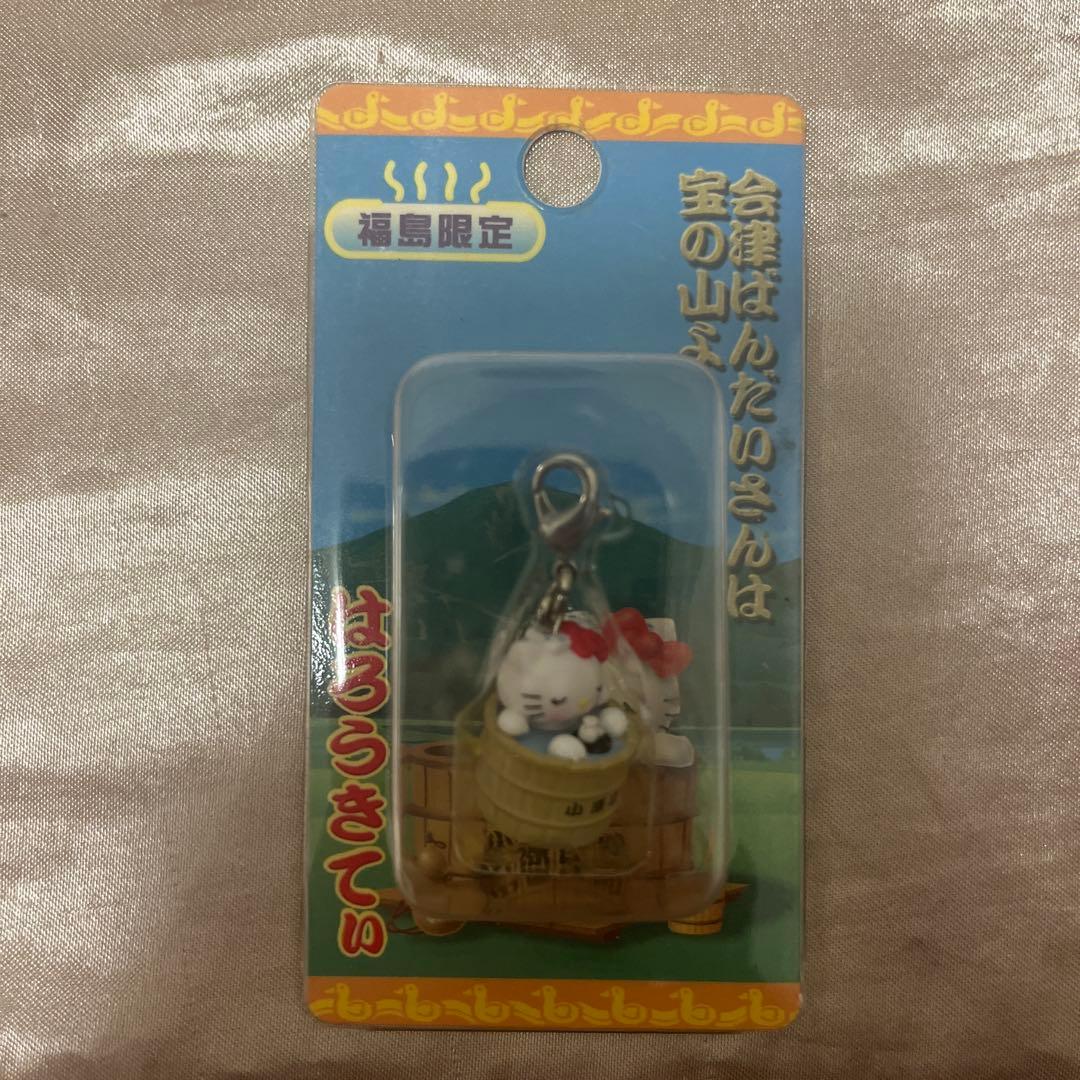 福島限定
会津ばんだいさんは
宝の山よ
はろうきてぃ